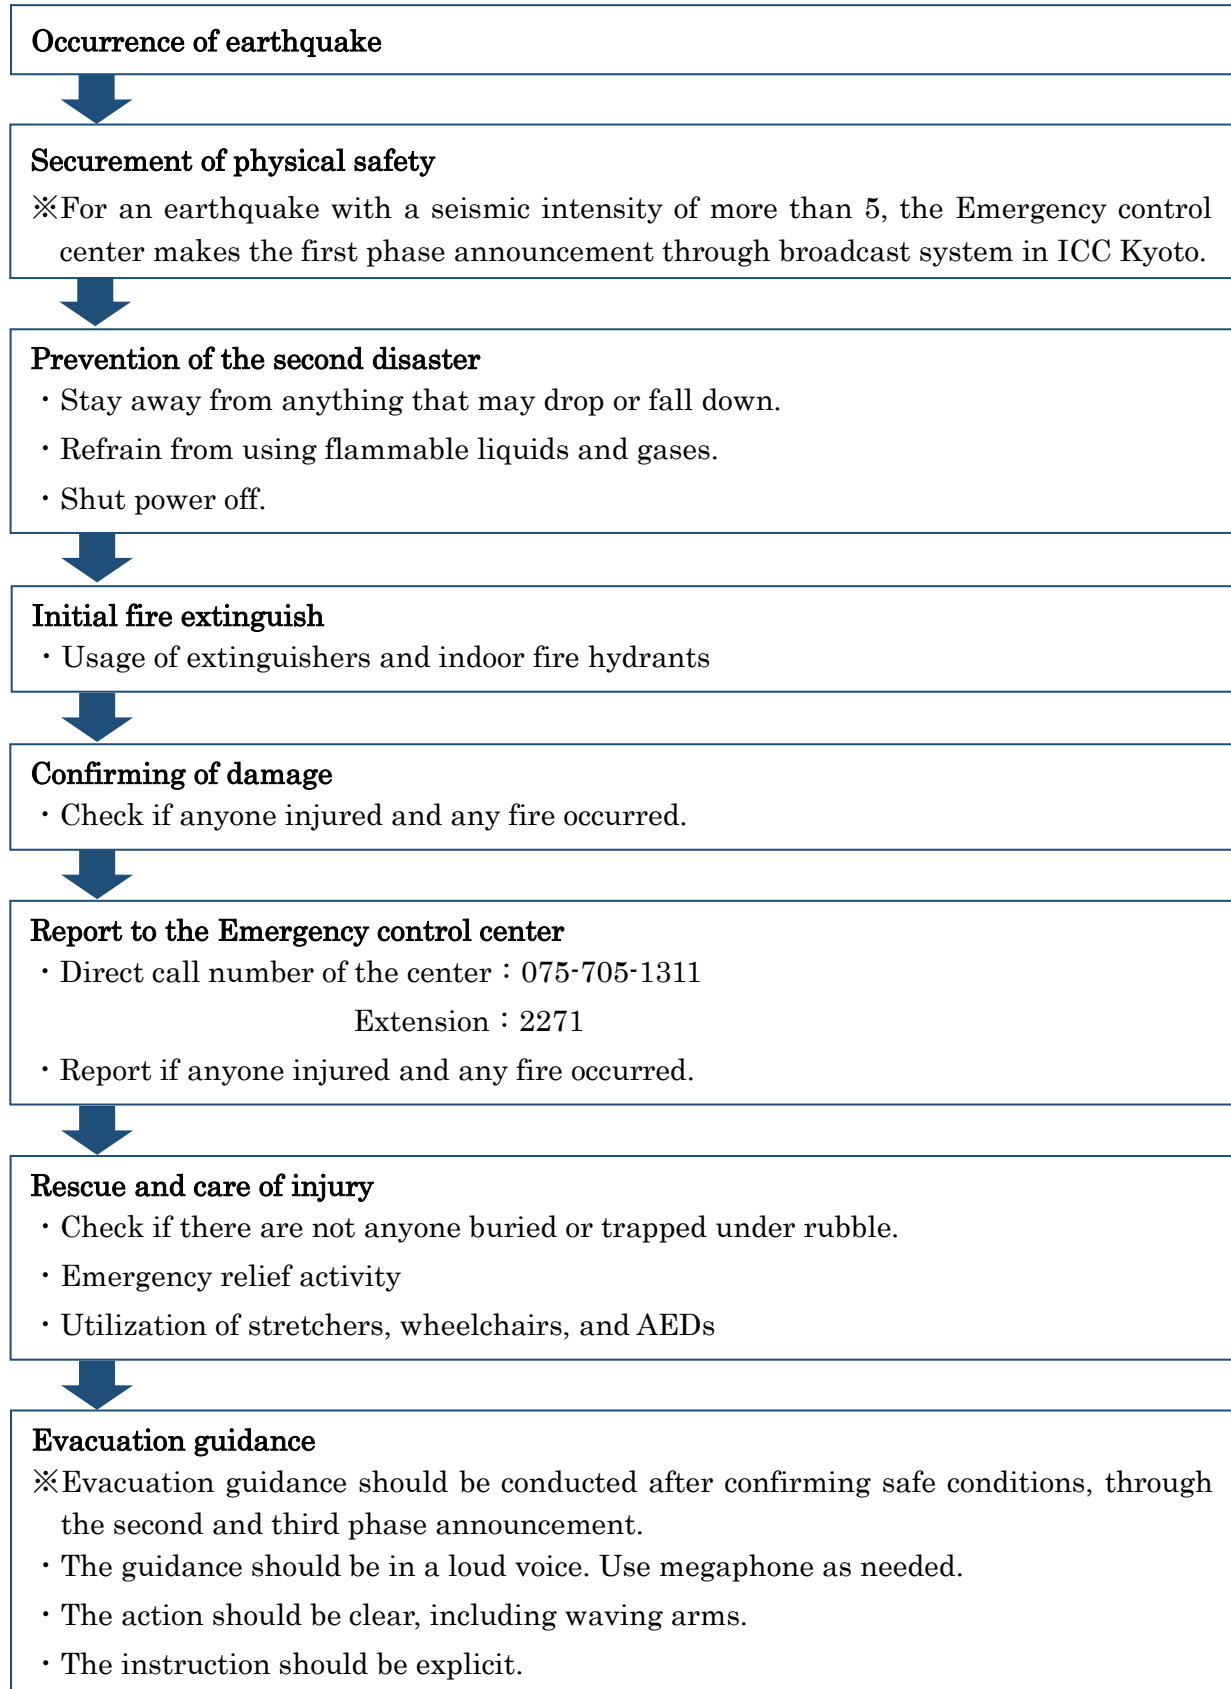 Occurrence of earthquake
Securement of physical safety
※For an earthquake with a seismic intensity of more than 5, the Emergency control
center makes the first phase announcement through broadcast system in ICC Kyoto.
Prevention of the second disaster
・Stay away from anything that may drop or fall down.
・Refrain from using flammable liquids and gases.
・Shut power off.
Initial fire extinguish
・Usage of extinguishers and indoor fire hydrants
Confirming of damage
・Check if anyone injured and any fire occurred.
Report to the Emergency control center
・Direct call number of the center：075-705-1311
Extension：2271
・Report if anyone injured and any fire occurred.
Rescue and care of injury
・Check if there are not anyone buried or trapped under rubble.
・Emergency relief activity
・Utilization of stretchers, wheelchairs, and AEDs
Evacuation guidance
※Evacuation guidance should be conducted after confirming safe conditions, through
the second and third phase announcement.
・The guidance should be in a loud voice. Use megaphone as needed.
・The action should be clear, including waving arms.
・The instruction should be explicit.